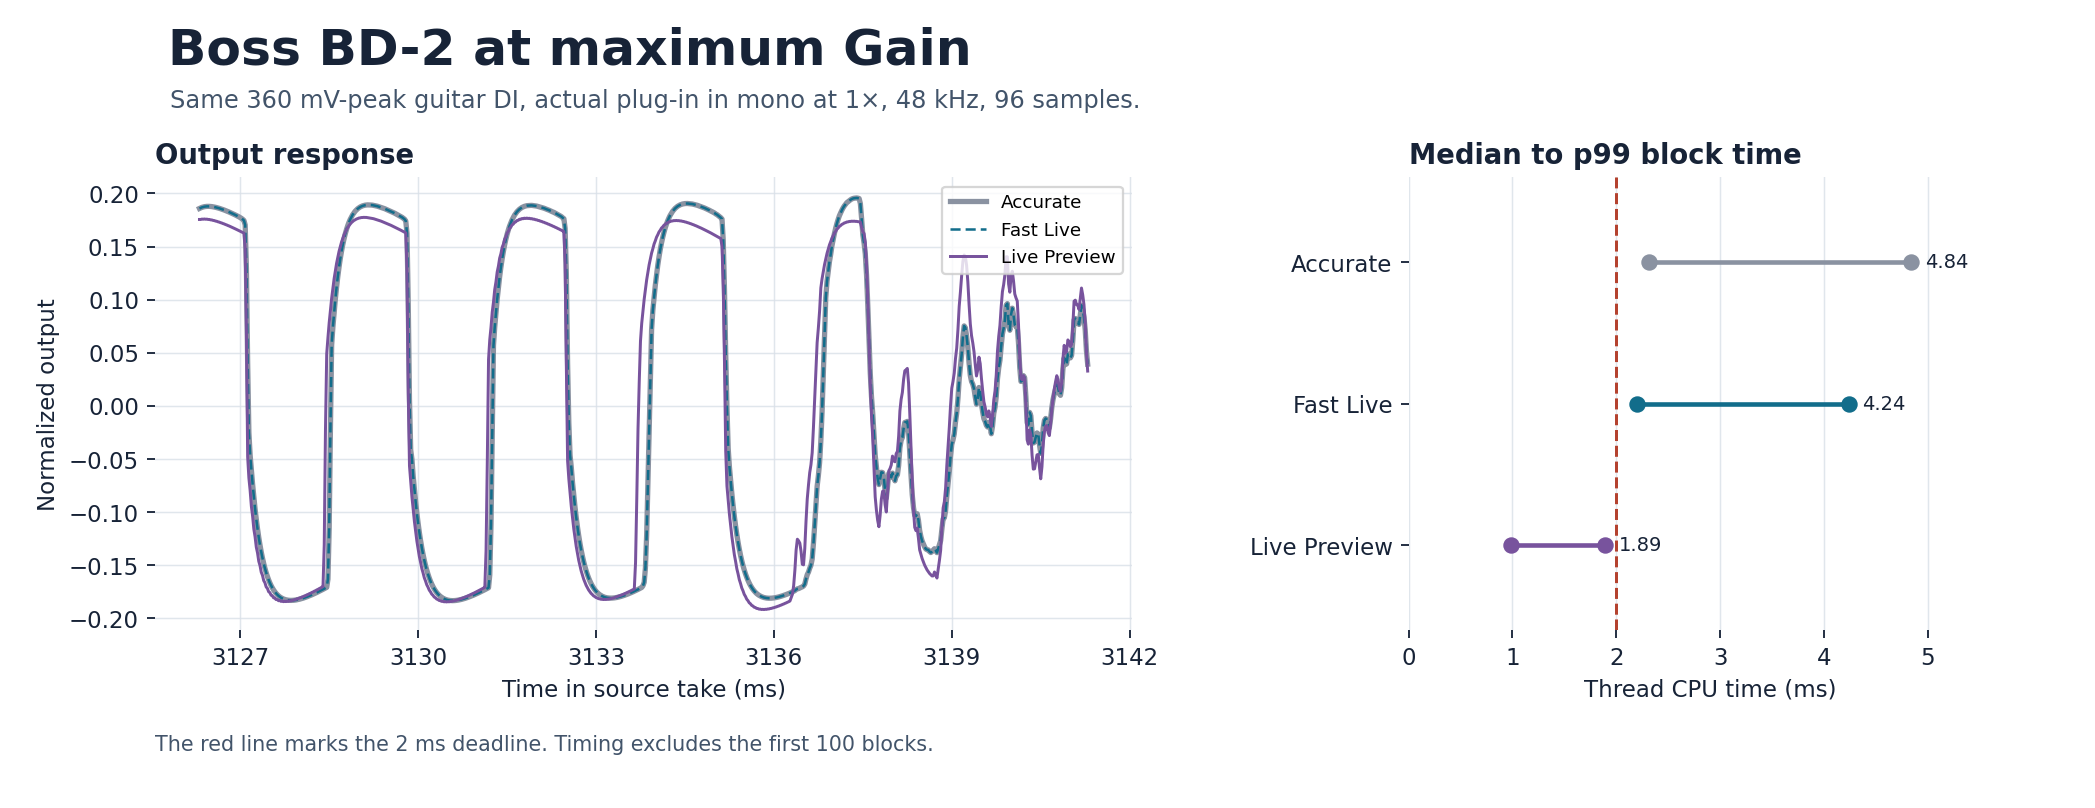 Boss BD-2 at maximum Gain
Same 360 mV-peak guitar DI, actual plug-in in mono at 1×, 48 kHz, 96 samples.
Output response
Normalized output
0.20
0.15
0.10
0.05
0.00
−0.05
−0.10
−0.15
−0.20
Accurate
Fast Live
Live Preview
3127
3130
3133
3136
3139
3142
Time in source take (ms)
Median to p99 block time
Accurate
4.84
Fast Live
4.24
Live Preview
1.89
0
1
2
3
4
5
Thread CPU time (ms)
The red line marks the 2 ms deadline. Timing excludes the first 100 blocks.